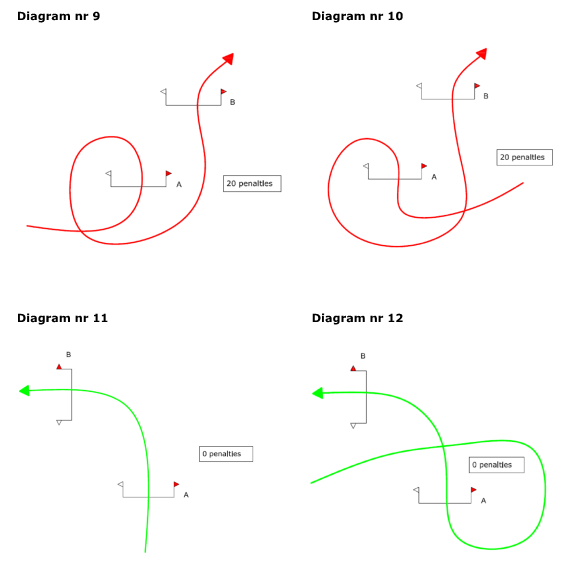 Diagram nr 9
Diagram nr 10
B
B
A
20 penalties
A
20 penalties
Diagram nr 11
Diagram nr 12
B
B
0 penalties
0 penalties
A
A